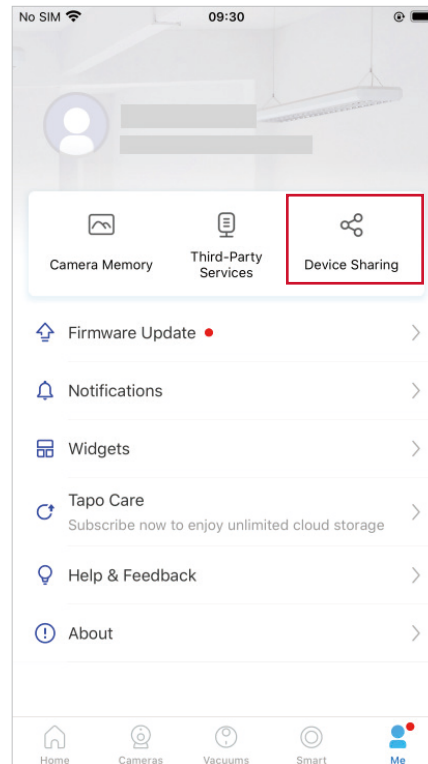 No SIM 09:30
Camera Memory
Third-Party
Services
Device Sharing
Firmware Update
Notifications
Widgets
Tapo Care
Subscribe now to enjoy unlimited cloud storage
Help & Feedback
About
Home Cameras Vacuums Smart Me